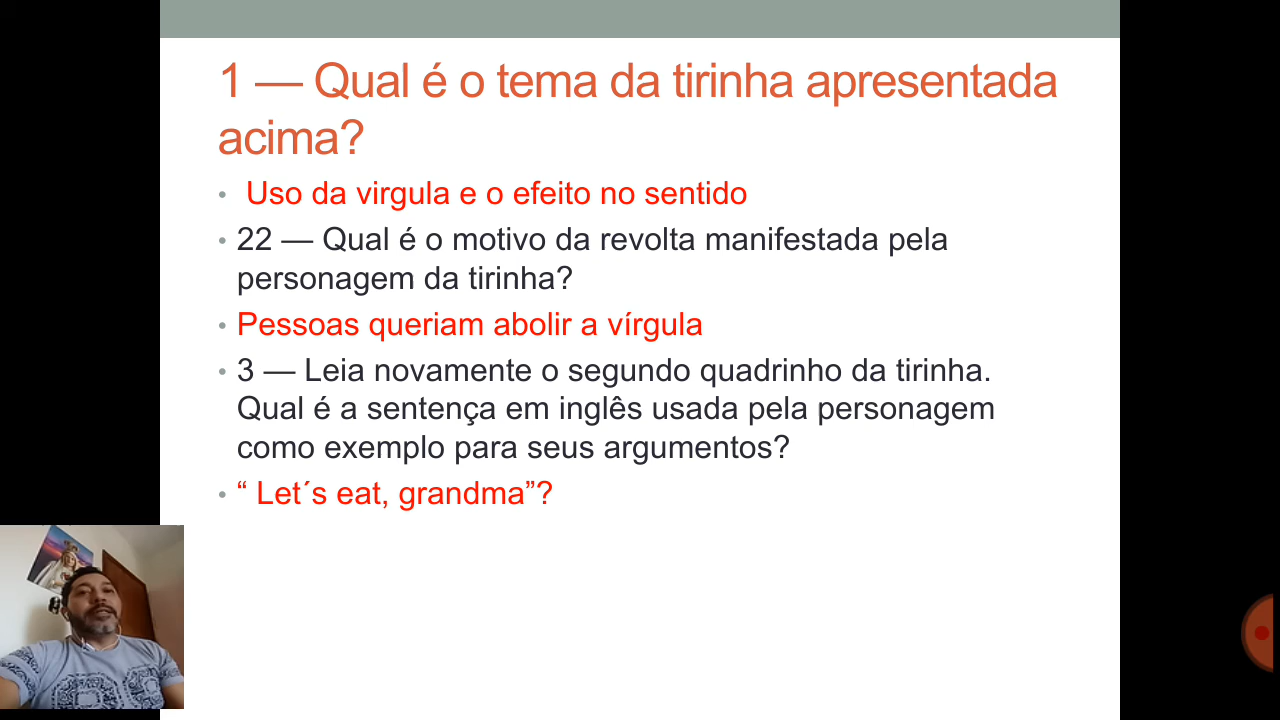 1 — Qual é o tema da tirinha apresentada
acima?
• Uso da virgula e o efeito no sentido
• 22 — Qual é o motivo da revolta manifestada pela
personagem da tirinha?
• Pessoas queriam abolir a vírgula
• 3 — Leia novamente o segundo quadrinho da tirinha.
Qual é a sentença em inglês usada pela personagem
como exemplo para seus argumentos?
• “ Let´s eat, grandma”?